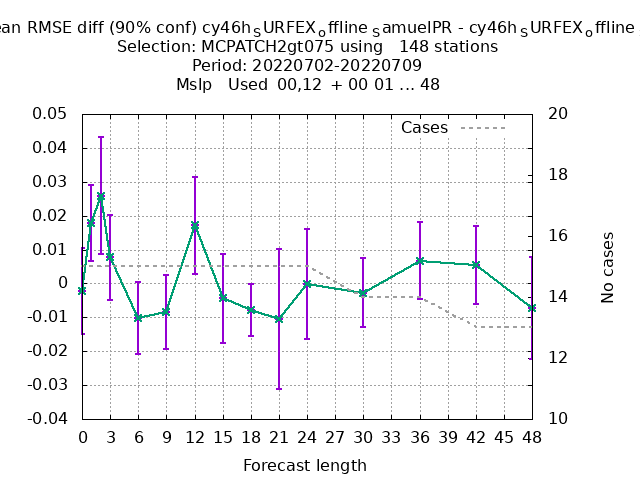 ean RMSE diff (90% conf) cy46h_SURFEX_offline_SamuelPR - cy46h_SURFEX_offline
Selection: MCPATCH2gt075 using 148 stations
Period: 20220702-20220709
Mslp Used 00,12 + 00 01 ... 48
0.05
0.04
0.03
0.02
0.01
0
-0.01
-0.02
-0.03
-0.04
Cases
20
18
16
14
12
10
No cases
0 3 6 9 12 15 18 21 24 27 30 33 36 39 42 45 48
Forecast length